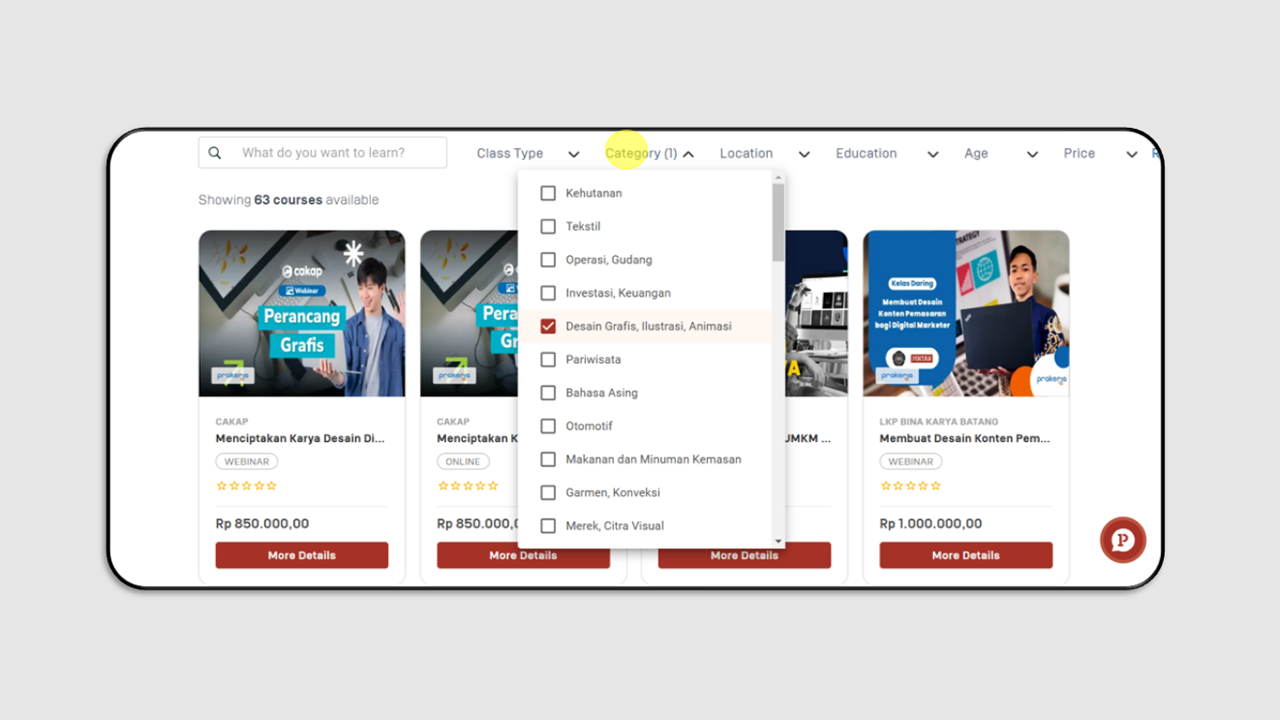 What do you want to learn?
Class Type
Category (1)
Location
Education
Age
Price
Showing 63 courses available
Kehutanan
Tekstil
Operasi, Gudang
Investasi, Keuangan
Desain Grafis, Ilustrasi, Animasi
Pariwisata
Bahasa Asing
Otomotif
Makanan dan Minuman Kemasan
Garmen, Konveksi
Merek, Citra Visual
cakap
Webinar
Perancang
Grafis
prakerja
CAKAP
Menciptakan Karya Desain Di...
WEBINAR
Rp 850.000,00
More Details
Pera
Gr
prakerja
CAKAP
Menciptakan K
ONLINE
Rp 850.000,0
More Details
A
UMKM ...
More Details
STRATEGY
Kelas Daring
Membuat Desain
Konten Pemasaran
bagi Digital Marketer
prakerja
prakerja
LKP BINA KARYA BATANG
Membuat Desain Konten Pem...
WEBINAR
Rp 1.000.000,00
More Details
P